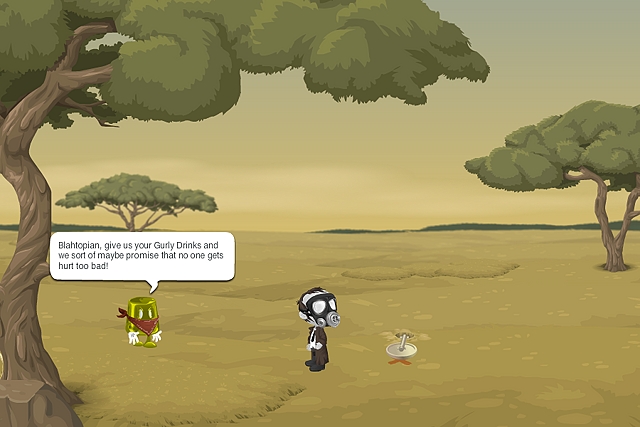 Blahtopian, give us your Gurly Drinks and
we sort of maybe promise that no one gets
hurt too bad!